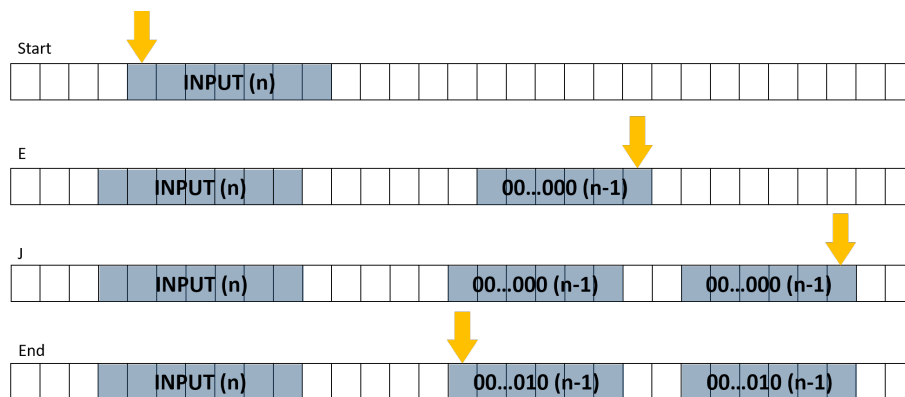 Start
INPUT (n)
E
INPUT (n) 00...000 (n-1)
J
INPUT (n) 00...000 (n-1) 00...000 (n-1)
End
INPUT (n) 00...010 (n-1) 00...010 (n-1)